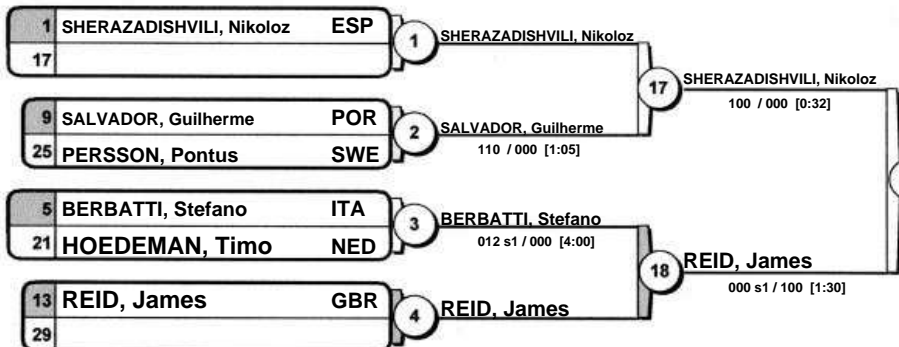 1 SHERAZADISHVILI, Nikoloz ESP
17
1 SHERAZADISHVILI, Nikoloz
9 SALVADOR, Guilherme POR
25 PERSSON, Pontus SWE
2 SALVADOR, Guilherme
110 / 000 [1:05]
17 SHERAZADISHVILI, Nikoloz
100 / 000 [0:32]
5 BERBATTI, Stefano ITA
21 HOEDEMAN, Timo NED
3 BERBATTI, Stefano
012 s1 / 000 [4:00]
13 REID, James GBR
29
4 REID, James
18 REID, James
000 s1 / 100 [1:30]